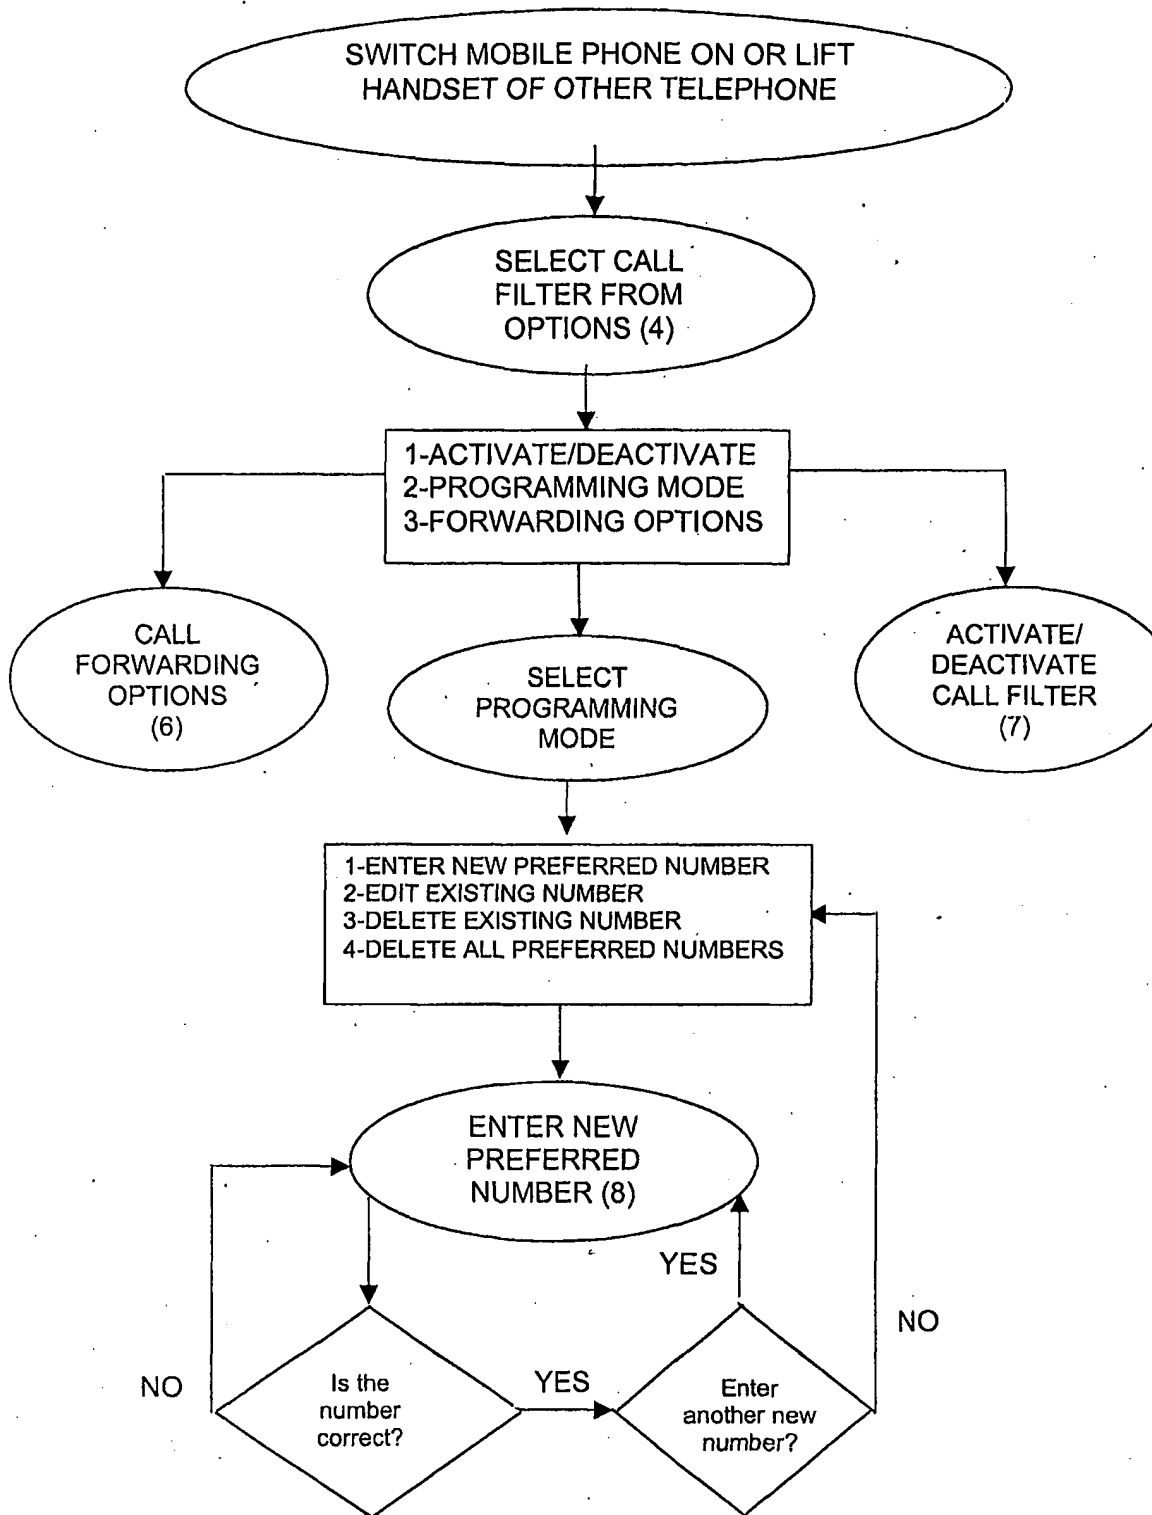 SWITCH MOBILE PHONE ON OR LIFT
HANDSET OF OTHER TELEPHONE
SELECT CALL
FILTER FROM
OPTIONS (4)
1-ACTIVATE/DEACTIVATE
2-PROGRAMMING MODE
3-FORWARDING OPTIONS
CALL
FORWARDING
OPTIONS
(6)
SELECT
PROGRAMMING
MODE
ACTIVATE/
DEACTIVATE
CALL FILTER
(7)
1-ENTER NEW PREFERRED NUMBER
2-EDIT EXISTING NUMBER
3-DELETE EXISTING NUMBER
4-DELETE ALL PREFERRED NUMBERS
ENTER NEW
PREFERRED
NUMBER (8)
YES
NO
NO
Is the
number
correct?
YES
Enter
another new
number?